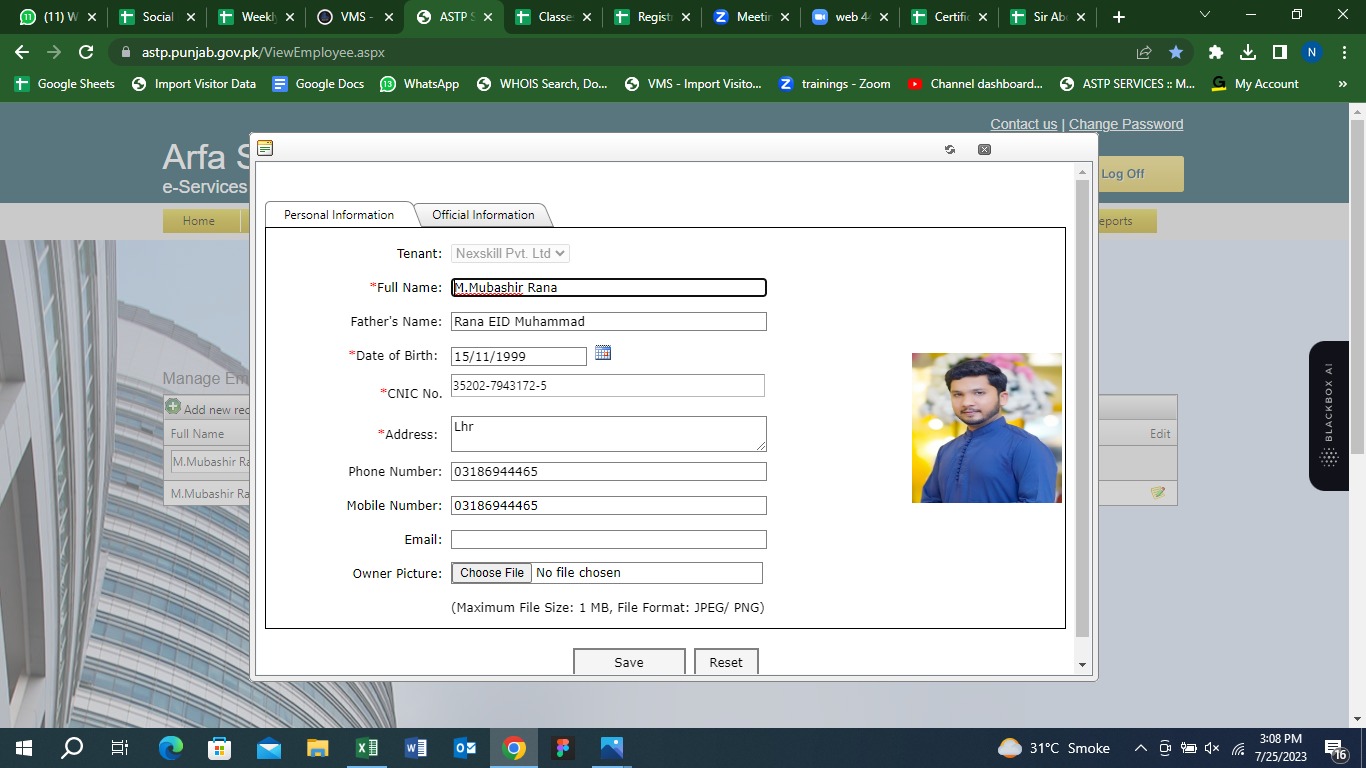 (11) W
Social
Weekl
VMS -
ASTP S
Classe
Regist
Meetin
web 44
Certific
Sir Ab
astp.punjab.gov.pk/ViewEmployee.aspx
N
Google Sheets
Import Visitor Data
Google Docs
WhatsApp
WHOIS Search, Do...
VMS - Import Visito...
trainings - Zoom
Channel dashboard...
ASTP SERVICES :: M...
My Account
»
Contact us | Change Password
Arfa S
e-Services
Log Off
Home
eports
Personal Information
Official Information
Tenant: Nexskill Pvt. Ltd
*Full Name: M.Mubashir Rana
Father's Name: Rana EID Muhammad
*Date of Birth: 15/11/1999
*CNIC No. 35202-7943172-5
*Address: Lhr
Phone Number: 03186944465
Mobile Number: 03186944465
Email:
Owner Picture: Choose File No file chosen
(Maximum File Size: 1 MB, File Format: JPEG/ PNG)
Save
Reset
Manage Em
Add new rec
Full Name
Edit
M.Mubashir Ra
M.Mubashir Ra
BLACKBOX AI
31°C Smoke
3:08 PM
7/25/2023
16